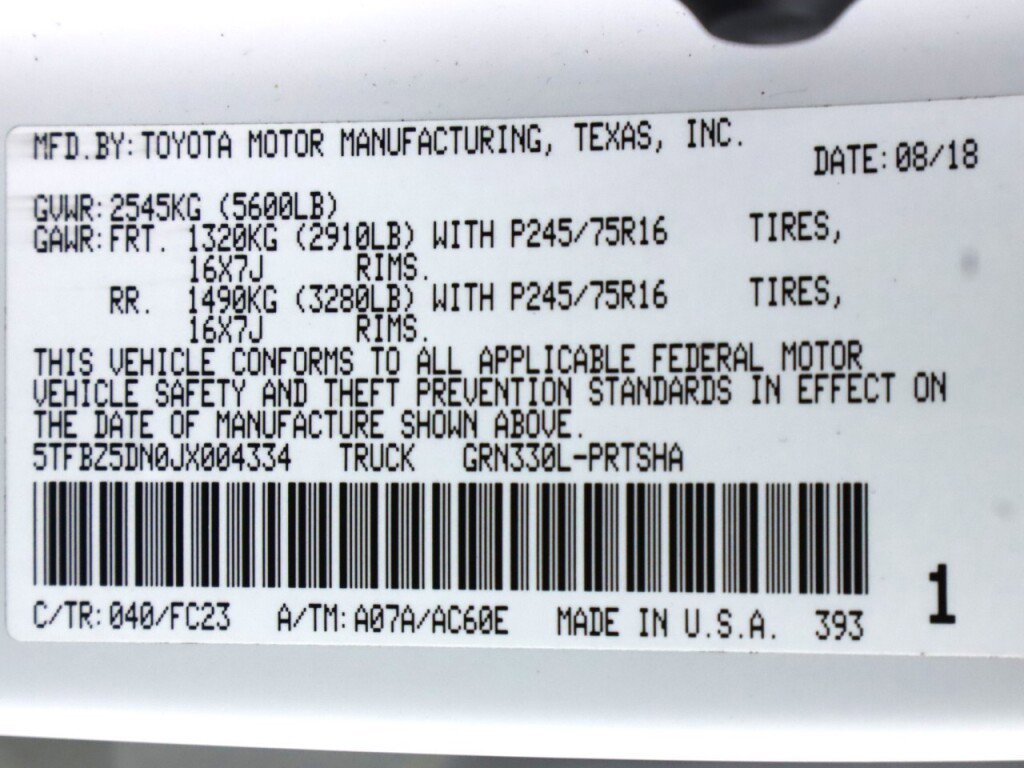 MFD.BY:TOYOTA MOTOR MANUFACTURING, TEXAS, INC.
DATE:08/18
GVWR:2545KG (5600LB)
GAWR:FRT. 1320KG (2910LB) WITH P245/75R16 TIRES,
16X7J RIMS.
RR. 1490KG (3280LB) WITH P245/75R16 TIRES,
16X7J RIMS.
THIS VEHICLE CONFORMS TO ALL APPLICABLE FEDERAL MOTOR
VEHICLE SAFETY AND THEFT PREVENTION STANDARDS IN EFFECT ON
THE DATE OF MANUFACTURE SHOWN ABOVE.
5TFBZ5DN0JX004334 TRUCK GRN330L-PRTSHA
C/TR:040/FC23 A/TM:A07A/AC60E MADE IN U.S.A. 393
1